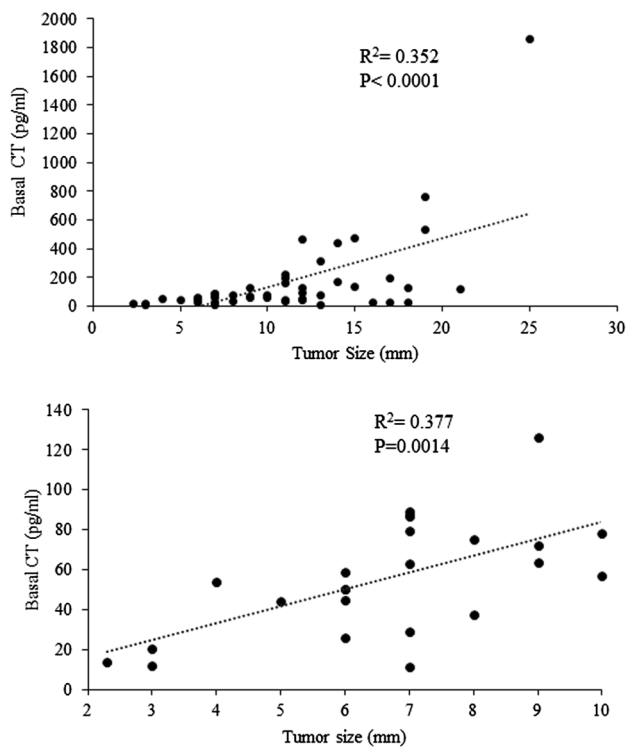 2000
1800
1600
1400
1200
1000
800
600
400
200
0
Basal CT (pg/ml)
R²= 0.352
P< 0.0001
0 5 10 15 20 25 30
Tumor Size (mm)
140
120
100
80
60
40
20
0
Basal CT (pg/ml)
R²= 0.377
P=0.0014
2 3 4 5 6 7 8 9 10
Tumor size (mm)